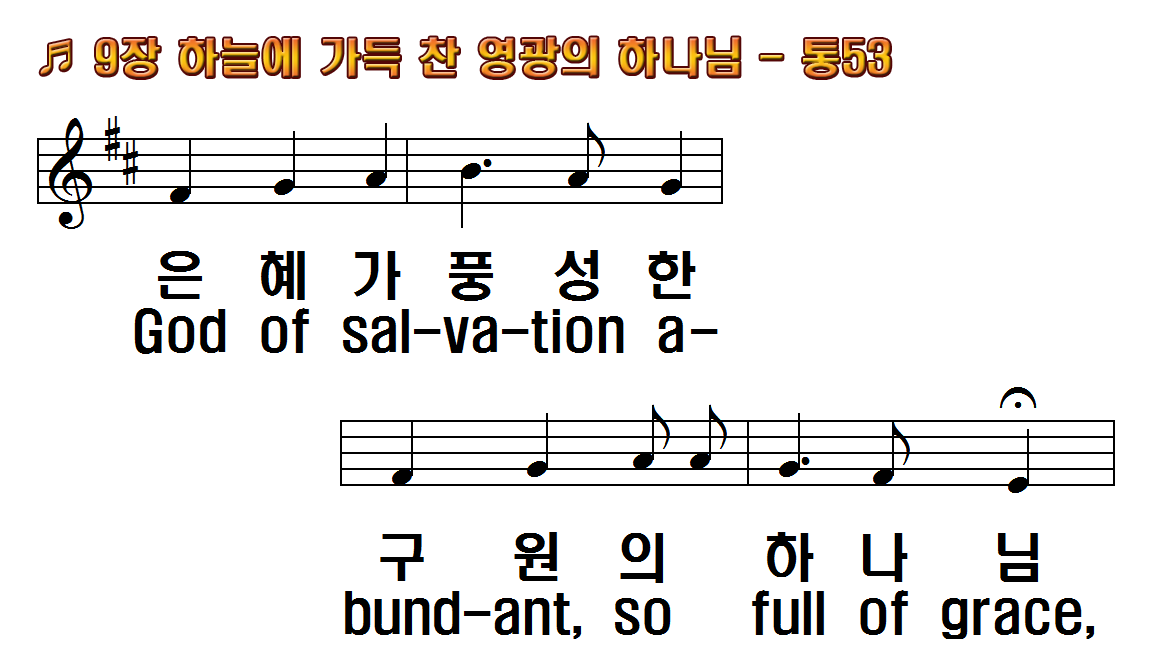 ♬ 9장 하늘에 가득 찬 영광의 하나님 - 통53
은 혜 가 풍 성 한
God of sal-va-tion a-
구 원 의 하 나 님
bund-ant, so full of grace,